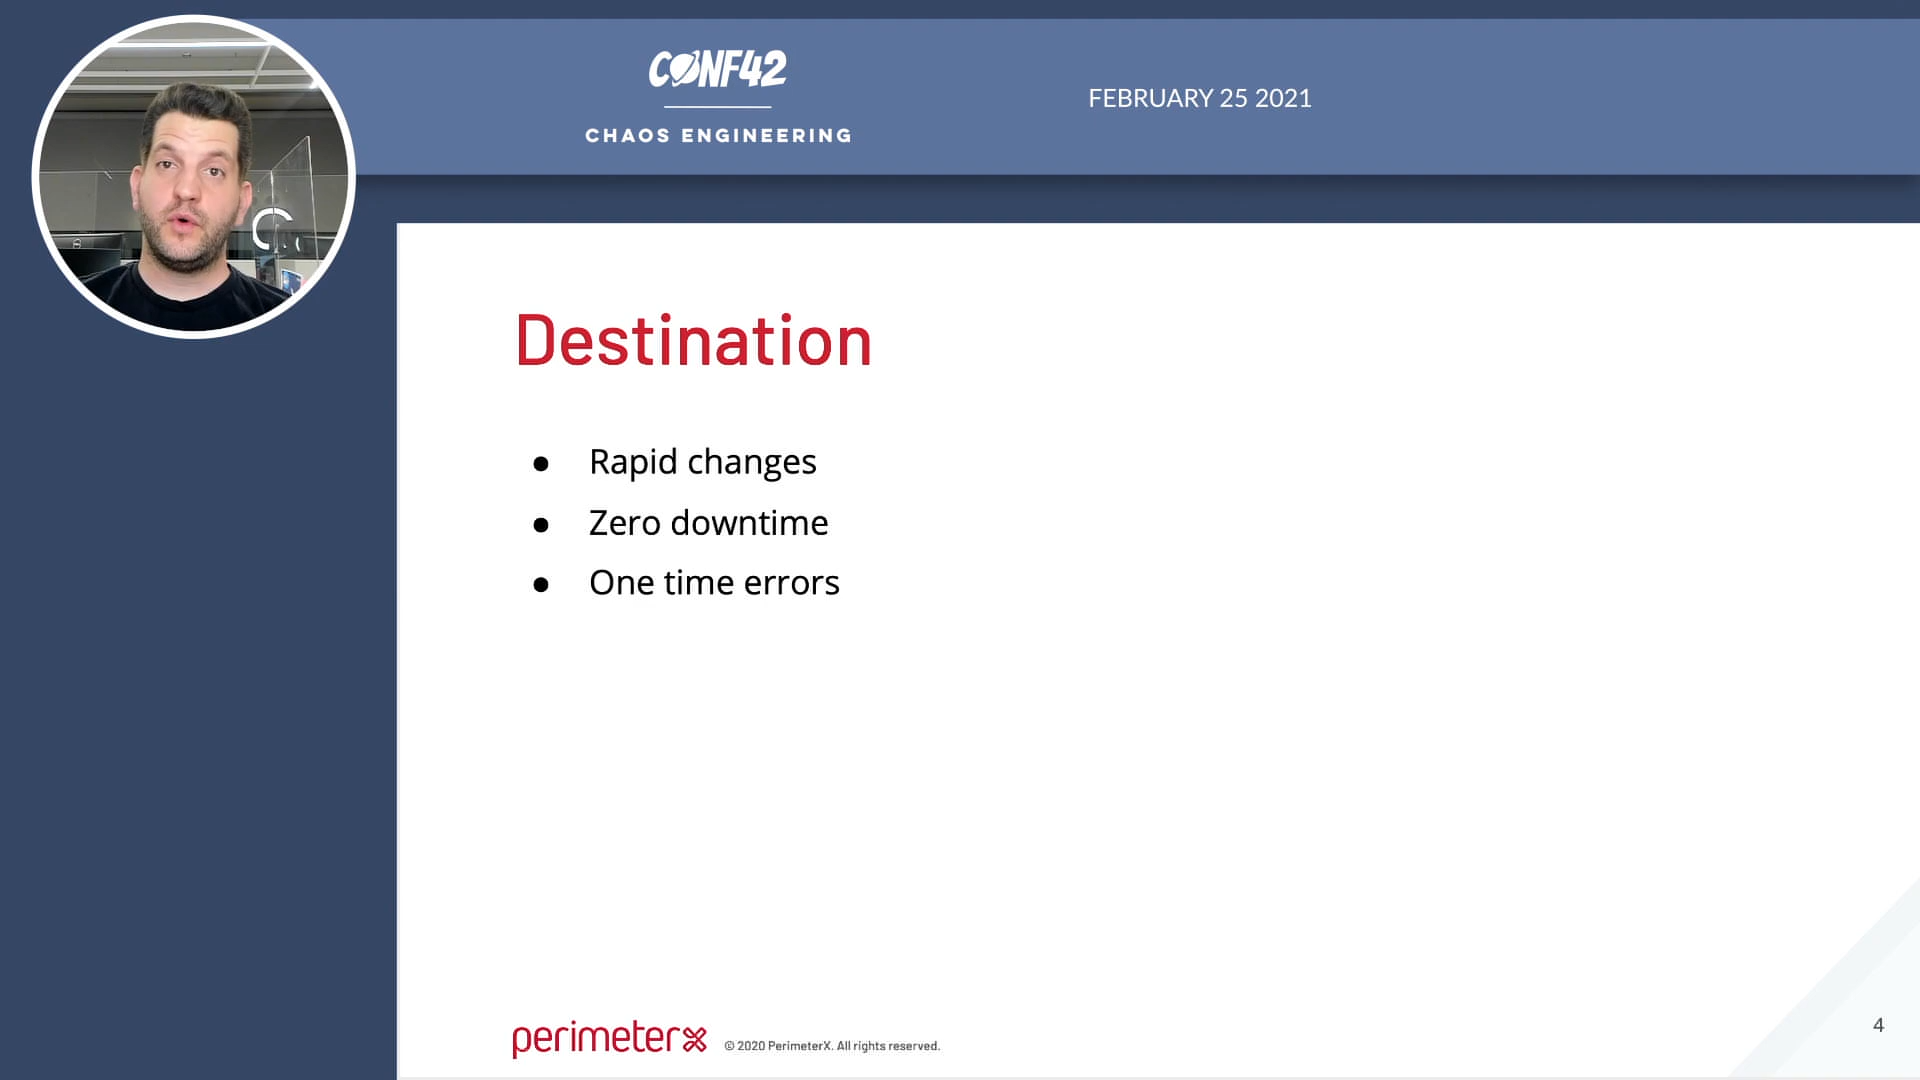 CONF42
CHAOS ENGINEERING
FEBRUARY 25 2021
Destination
● Rapid changes
● Zero downtime
● One time errors
perimeterx
© 2020 PerimeterX. All rights reserved.
4